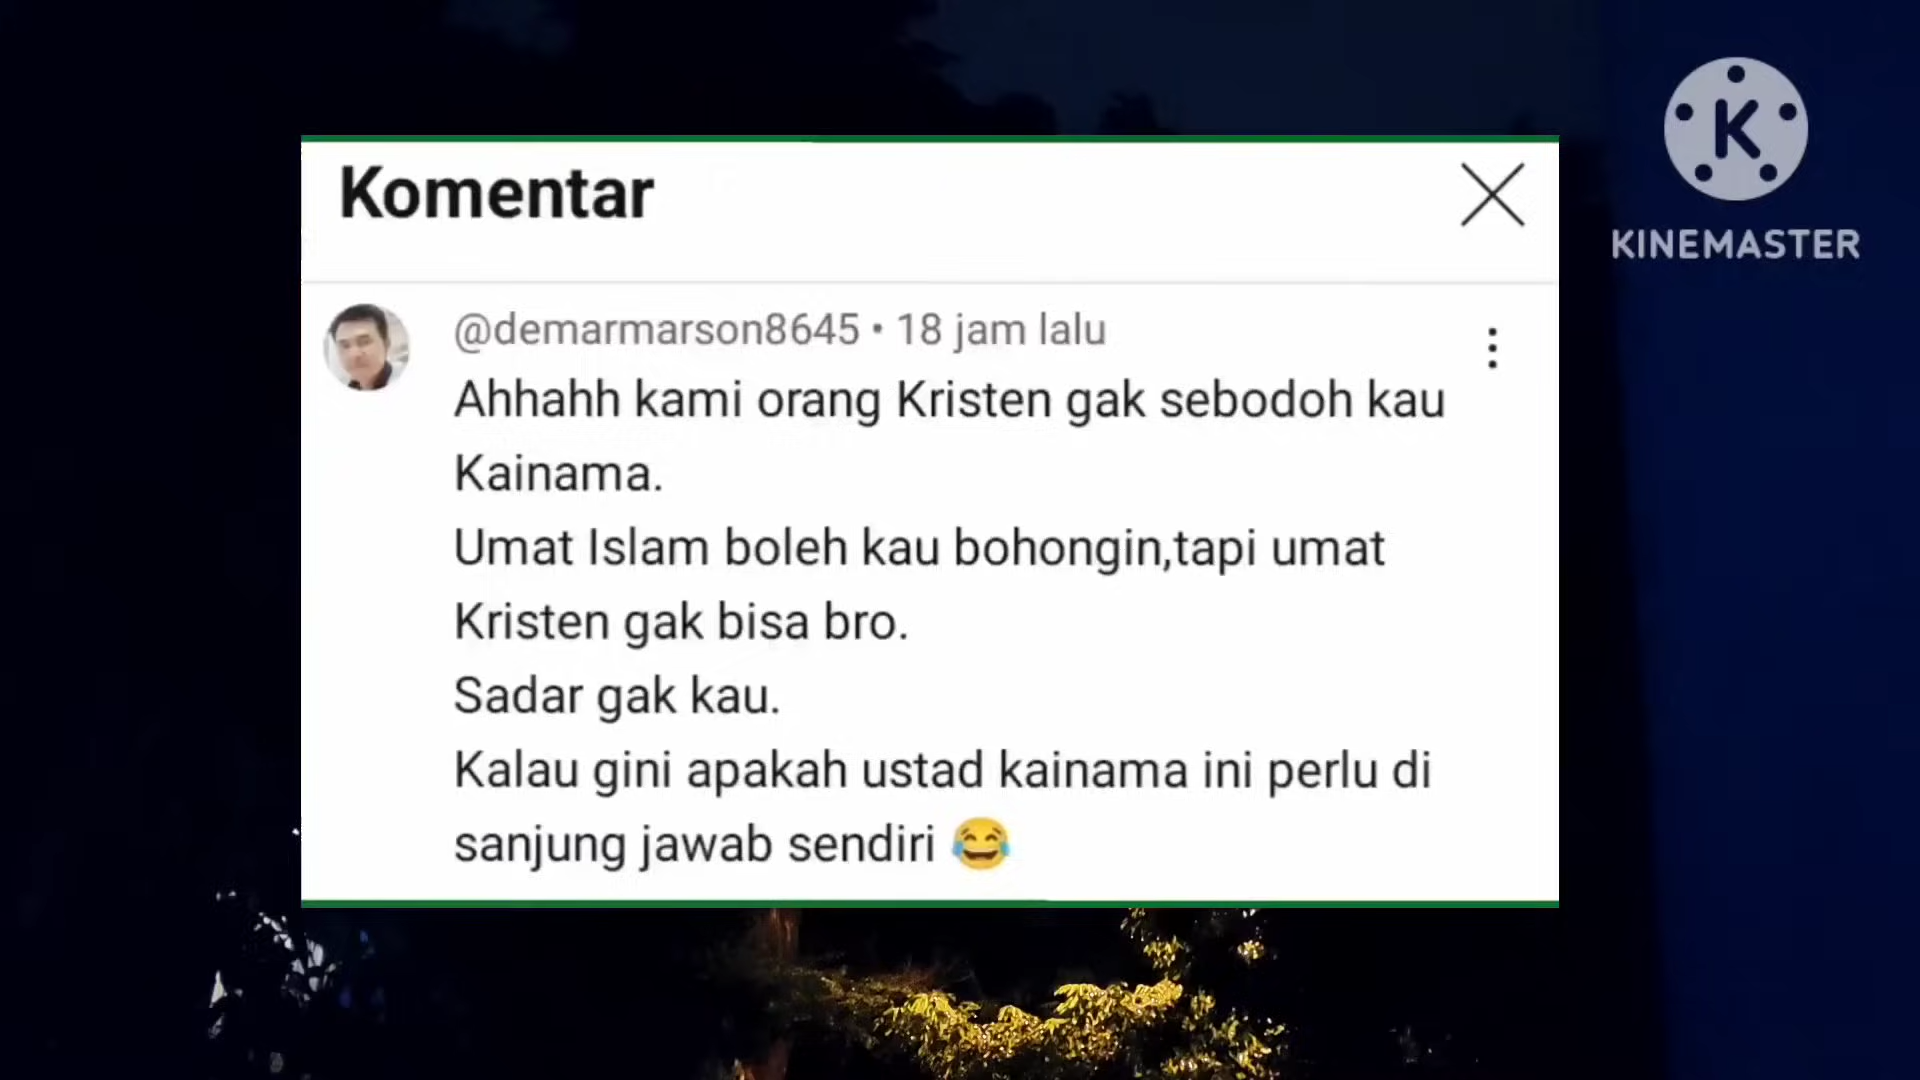 Komentar
K
KINEMASTER
@demarmarson8645 • 18 jam lalu
Ahhahh kami orang Kristen gak sebodoh kau
Kainama.
Umat Islam boleh kau bohongin,tapi umat
Kristen gak bisa bro.
Sadar gak kau.
Kalau gini apakah ustad kainama ini perlu di
sanjung jawab sendiri 😂